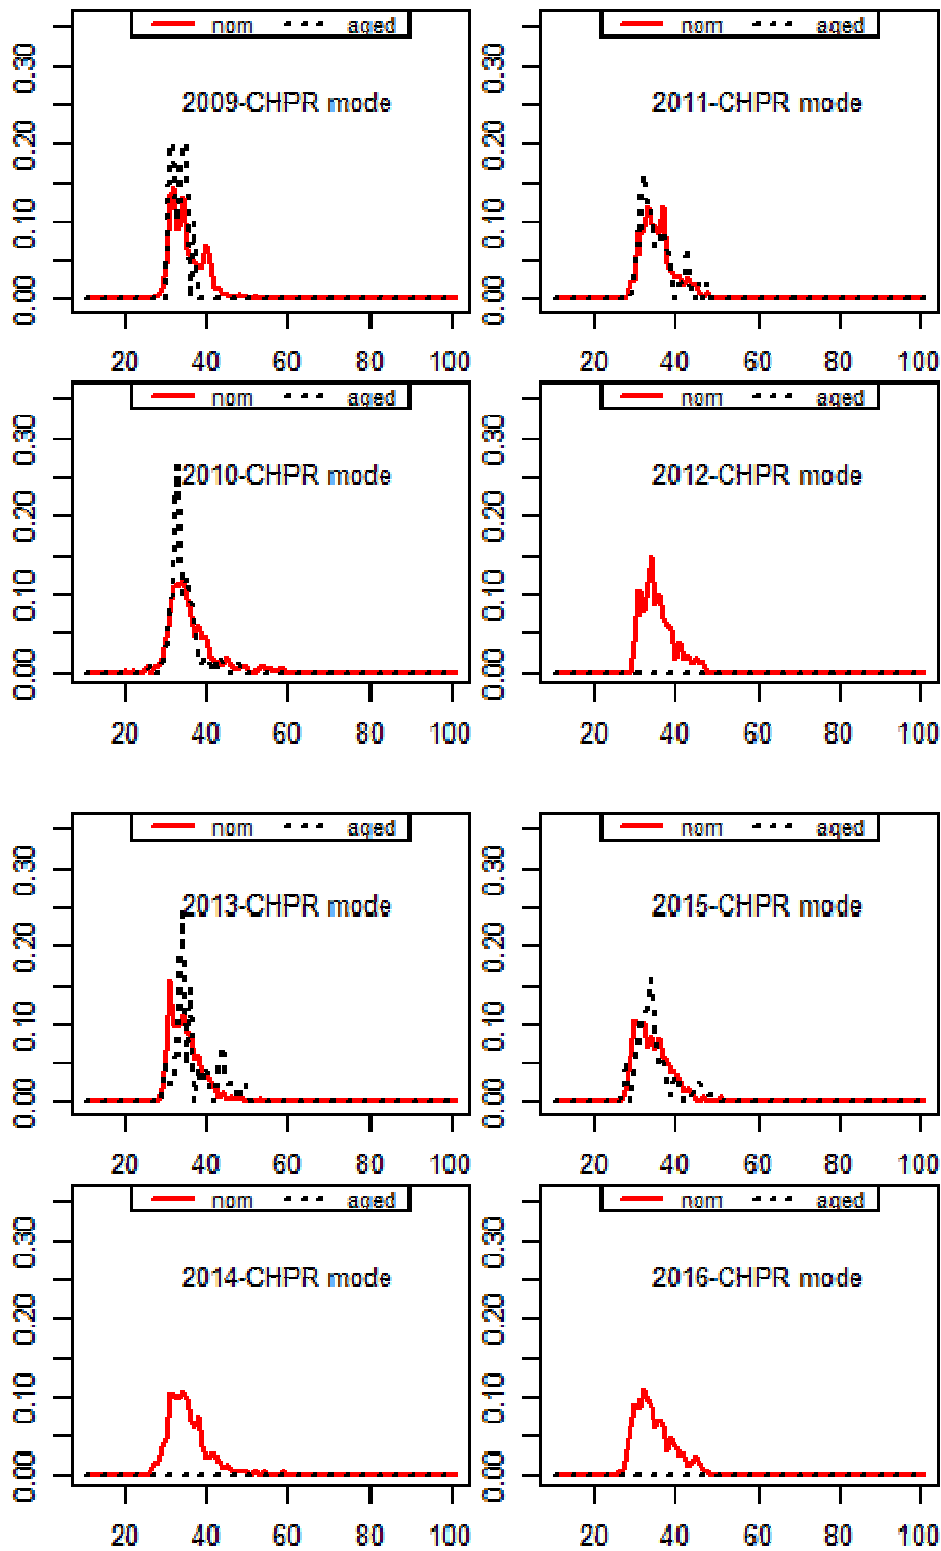 nom aged
2009-CHPR mode
0.00 0.10 0.20 0.30
20 40 60 80 100
nom aged
2011-CHPR mode
0.00 0.10 0.20 0.30
20 40 60 80 100
nom aged
2010-CHPR mode
0.00 0.10 0.20 0.30
20 40 60 80 100
nom aged
2012-CHPR mode
0.00 0.10 0.20 0.30
20 40 60 80 100
nom aged
2013-CHPR mode
0.00 0.10 0.20 0.30
20 40 60 80 100
nom aged
2015-CHPR mode
0.00 0.10 0.20 0.30
20 40 60 80 100
nom aged
2014-CHPR mode
0.00 0.10 0.20 0.30
20 40 60 80 100
nom aged
2016-CHPR mode
0.00 0.10 0.20 0.30
20 40 60 80 100